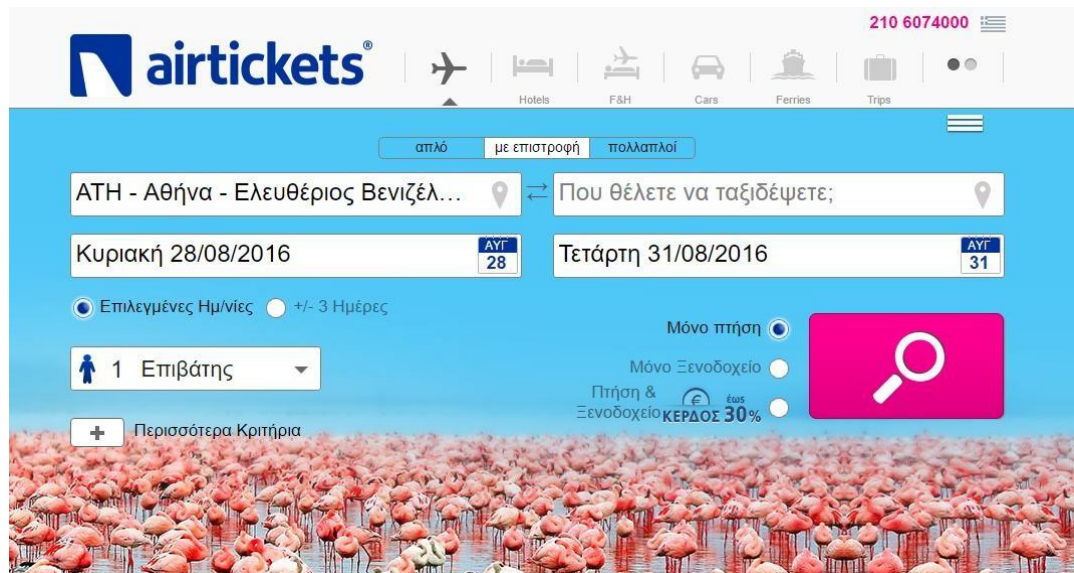 210 6074000
airtickets®
Hotels F&H Cars Ferries Trips
απλό με επιστροφή πολλαπλοί
ATH - Αθήνα - Ελευθέριος Βενιζέλ... Που θέλετε να ταξιδέψετε;
Κυριακή 28/08/2016 ΑΥΓ 28 Τετάρτη 31/08/2016 ΑΥΓ 31
Επιλεγμένες Ημ/νίες +/- 3 Ημέρες
Μόνο πτήση
1 Επιβάτης
Μόνο Ξενοδοχείο
Πτήση &
Ξενοδοχείο € έως ΚΕΡΔΟΣ 30%
+ Περισσότερα Κριτήρια